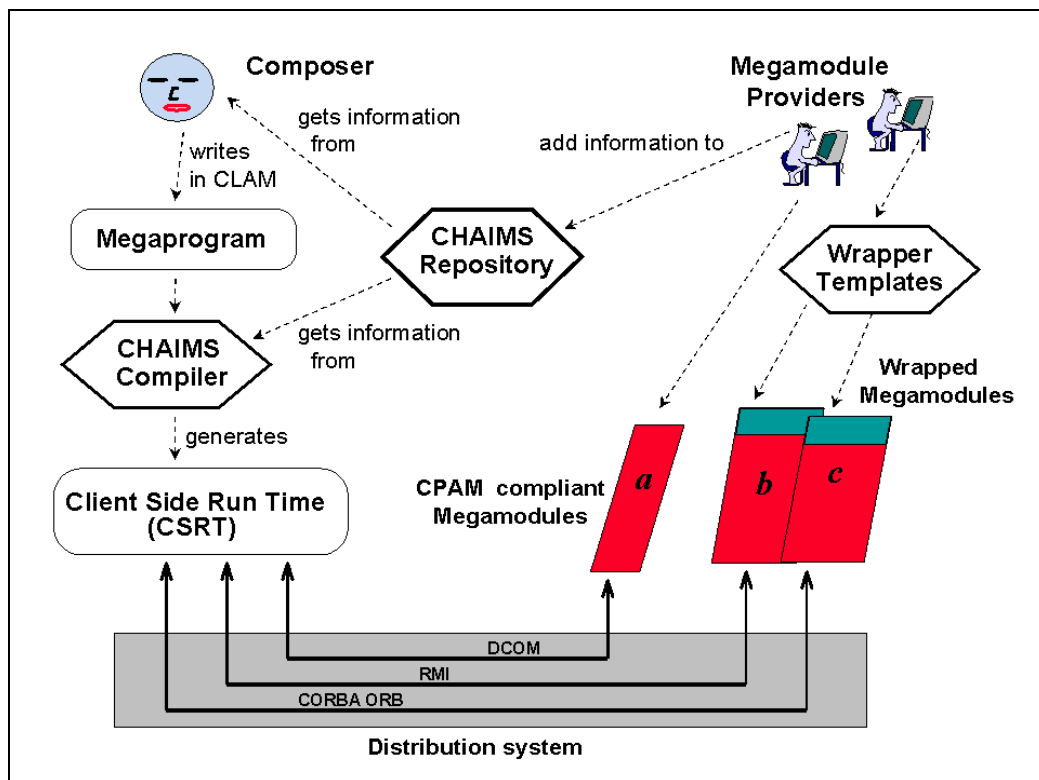 Composer
C
Megamodule
Providers
gets information
from
add information to
writes
in CLAM
Megaprogram
CHAIMS
Repository
Wrapper
Templates
CHAIMS
Compiler
gets information
from
Wrapped
Megamodules
generates
CPAM compliant
Megamodules
a
b
c
Client Side Run Time
(CSRT)
DCOM
RMI
CORBA ORB
Distribution system